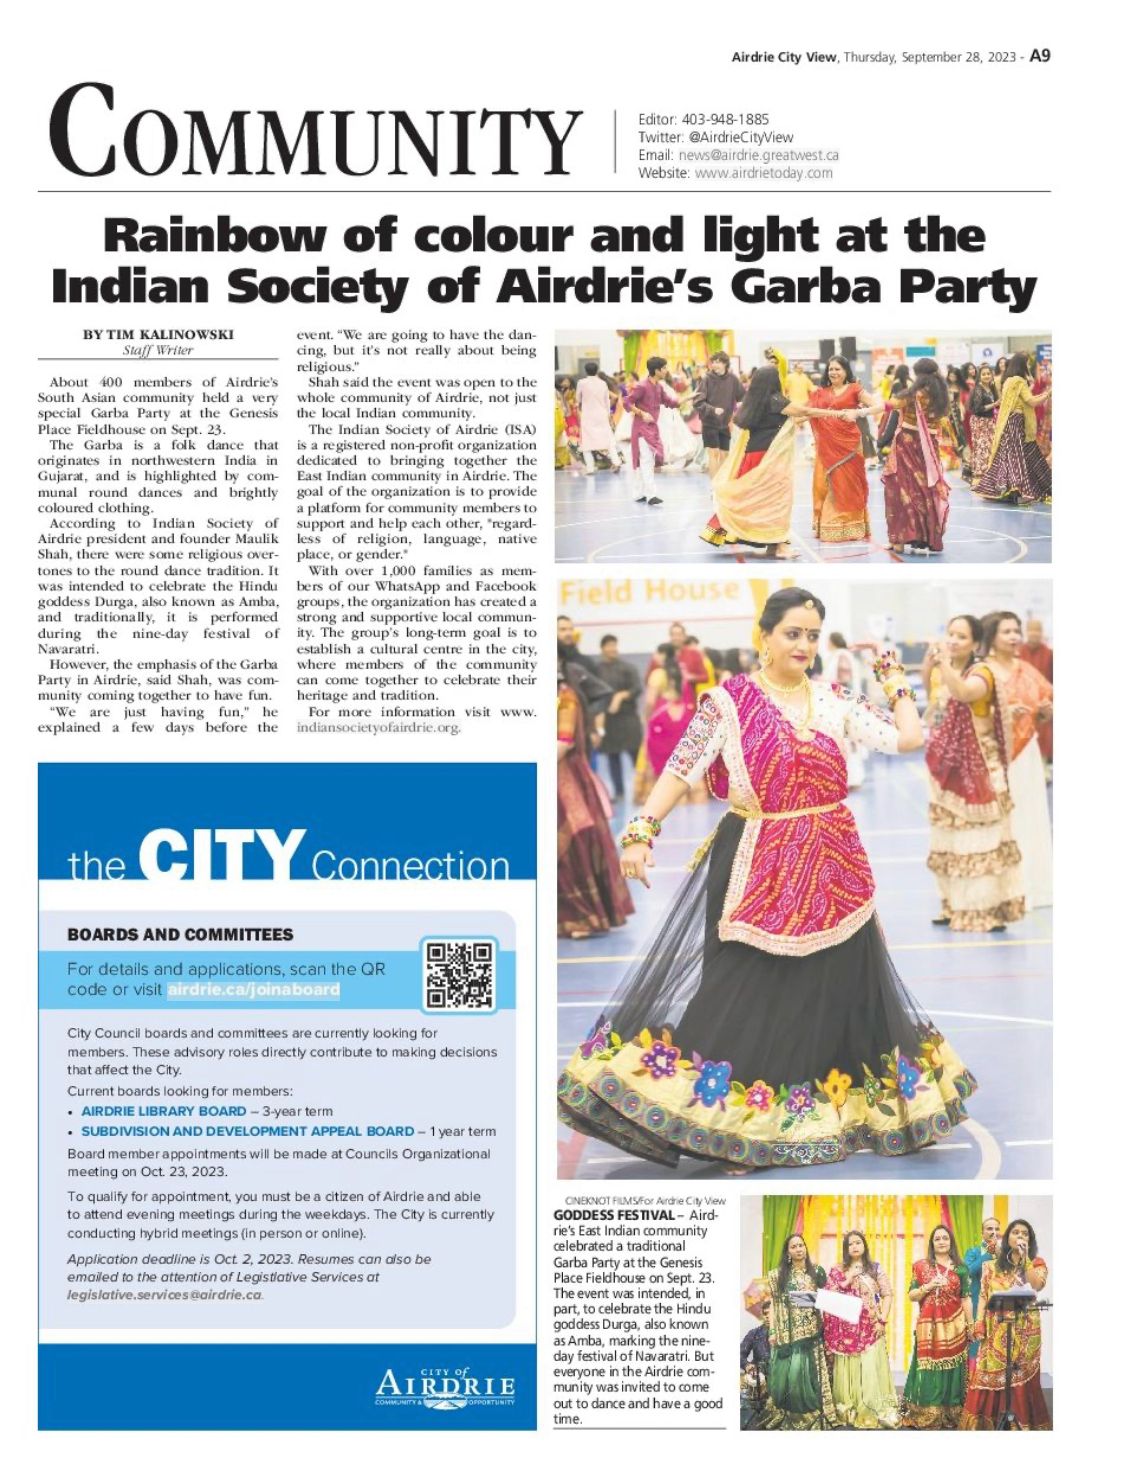 Airdrie City View, Thursday, September 28, 2023 - A9
COMMUNITY
Editor: 403-948-1885
Twitter: @AirdrieCityView
Email: news@airdrie.greatwest.ca
Website: www.airdrietoday.com
Rainbow of colour and light at the
Indian Society of Airdrie's Garba Party
BY TIM KALINOWSKI
Staff Writer
About 400 members of Airdrie's
South Asian community held a very
special Garba Party at the Genesis
Place Fieldhouse on Sept. 23.
The Garba is a folk dance that
originates in northwestern India in
Gujarat, and is highlighted by com-
munal round dances and brightly
coloured clothing.
According to Indian Society of
Airdrie president and founder Maulik
Shah, there were some religious over-
tones to the round dance tradition. It
was intended to celebrate the Hindu
goddess Durga, also known as Amba,
and traditionally, it is performed
during the nine-day festival of
Navaratri.
However, the emphasis of the Garba
Party in Airdrie, said Shah, was com-
munity coming together to have fun.
"We are just having fun," he
explained a few days before the
event. "We are going to have the dan-
cing, but it's not really about being
religious."
Shah said the event was open to the
whole community of Airdrie, not just
the local Indian community.
The Indian Society of Airdrie (ISA)
is a registered non-profit organization
dedicated to bringing together the
East Indian community in Airdrie. The
goal of the organization is to provide
a platform for community members to
support and help each other, "regard-
less of religion, language, native
place, or gender."
With over 1,000 families as mem-
bers of our WhatsApp and Facebook
groups, the organization has created a
strong and supportive local commun-
ity. The group's long-term goal is to
establish a cultural centre in the city,
where members of the community
can come together to celebrate their
heritage and tradition.
For more information visit www.
indiansocietyofairdrie.org.
Field House
the CITY Connection
BOARDS AND COMMITTEES
For details and applications, scan the QR
code or visit airdrie.ca/joinaboard
City Council boards and committees are currently looking for
members. These advisory roles directly contribute to making decisions
that affect the City.
Current boards looking for members:
• AIRDRIE LIBRARY BOARD – 3-year term
• SUBDIVISION AND DEVELOPMENT APPEAL BOARD – 1 year term
Board member appointments will be made at Councils Organizational
meeting on Oct. 23, 2023.
To qualify for appointment, you must be a citizen of Airdrie and able
to attend evening meetings during the weekdays. The City is currently
conducting hybrid meetings (in person or online).
Application deadline is Oct. 2, 2023. Resumes can also be
emailed to the attention of Legistlative Services at
legislative.services@airdrie.ca.
CITY of
AIRDRIE
COMMUNITY & OPPORTUNITY
CINEKNOT FILMS/For Airdrie City View
GODDESS FESTIVAL – Aird-
rie's East Indian community
celebrated a traditional
Garba Party at the Genesis
Place Fieldhouse on Sept. 23.
The event was intended, in
part, to celebrate the Hindu
goddess Durga, also known
as Amba, marking the nine-
day festival of Navaratri. But
everyone in the Airdrie com-
munity was invited to come
out to dance and have a good
time.